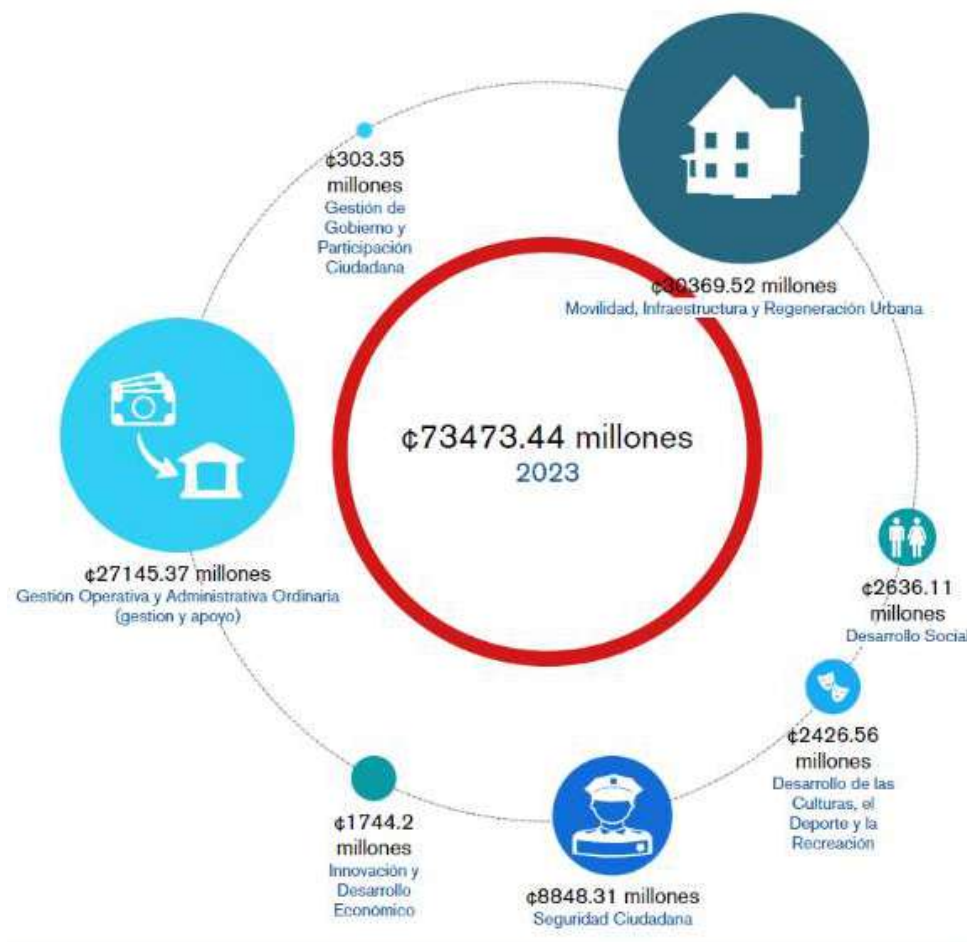 ¢303.35
millones
Gestión de
Gobierno y
Participación
Ciudadana
¢30369.52 millones
Movilidad, Infraestructura y Regeneración Urbana
¢73473.44 millones
2023
¢27145.37 millones
Gestión Operativa y Administrativa Ordinaria
(gestion y apoyo)
¢2636.11
millones
Desarrollo Social
¢2426.56
millones
Desarrollo de las
Culturas, el
Deporte y la
Recreación
¢1744.2
millones
Innovación y
Desarrollo
Económico
¢8848.31 millones
Seguridad Ciudadana